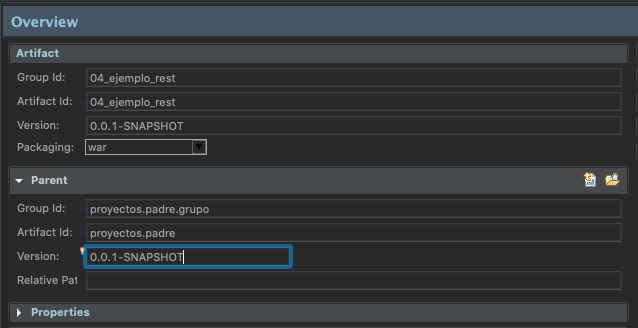 Overview
Artifact
Group Id: 04_ejemplo_rest
Artifact Id: 04_ejemplo_rest
Version: 0.0.1-SNAPSHOT
Packaging: war
Parent
Group Id: proyectos.padre.grupo
Artifact Id: proyectos.padre
Version: 0.0.1-SNAPSHOT
Relative Pat
Properties